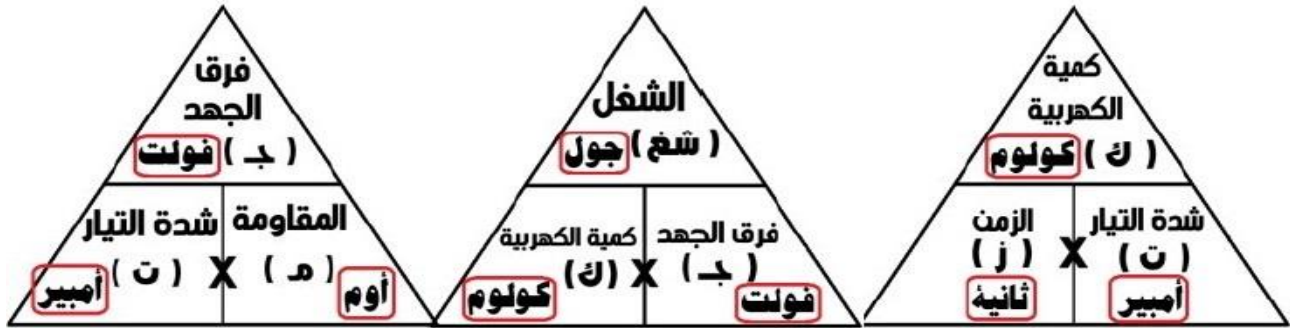 كمية
الكهربية
( ك ) كولوم
شدة التيار
( ت )
أمبير
X
الزمن
( ز )
ثانية
الشغل
( شغ ) جول
فرق الجهد
( جـ )
فولت
X
كمية الكهربية
(ك)
كولوم
فرق
الجهد
( جـ ) فولت
المقاومة
( م )
أوم
X
شدة التيار
( ت ) أمبير